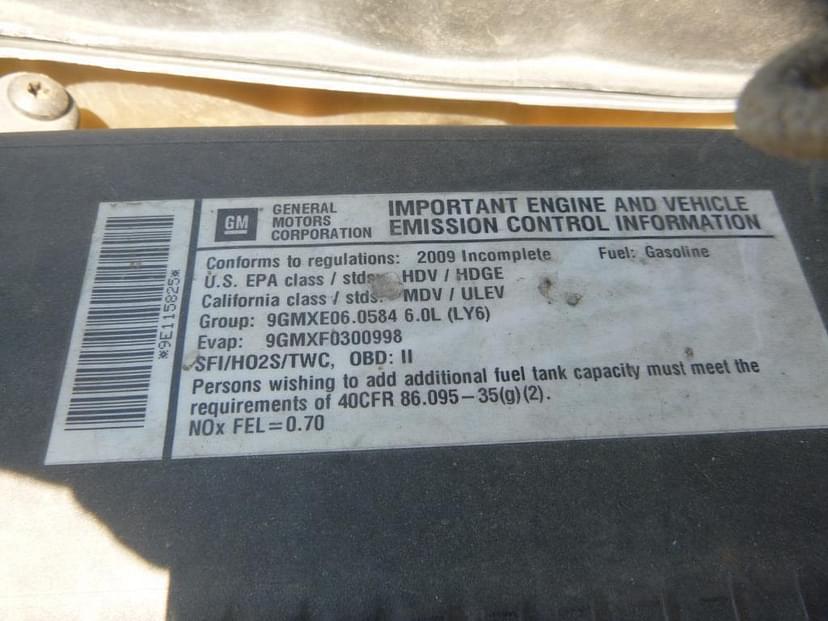 GM
GENERAL
MOTORS
CORPORATION
IMPORTANT ENGINE AND VEHICLE
EMISSION CONTROL INFORMATION
*9E115825*
Conforms to regulations: 2009 Incomplete Fuel: Gasoline
U.S. EPA class / stds: HDV / HDGE
California class / stds: MDV / ULEV
Group: 9GMXE06.0584 6.0L (LY6)
Evap: 9GMXF0300998
SFI/HO2S/TWC, OBD: II
Persons wishing to add additional fuel tank capacity must meet the
requirements of 40CFR 86.095-35(g)(2).
NOx FEL=0.70